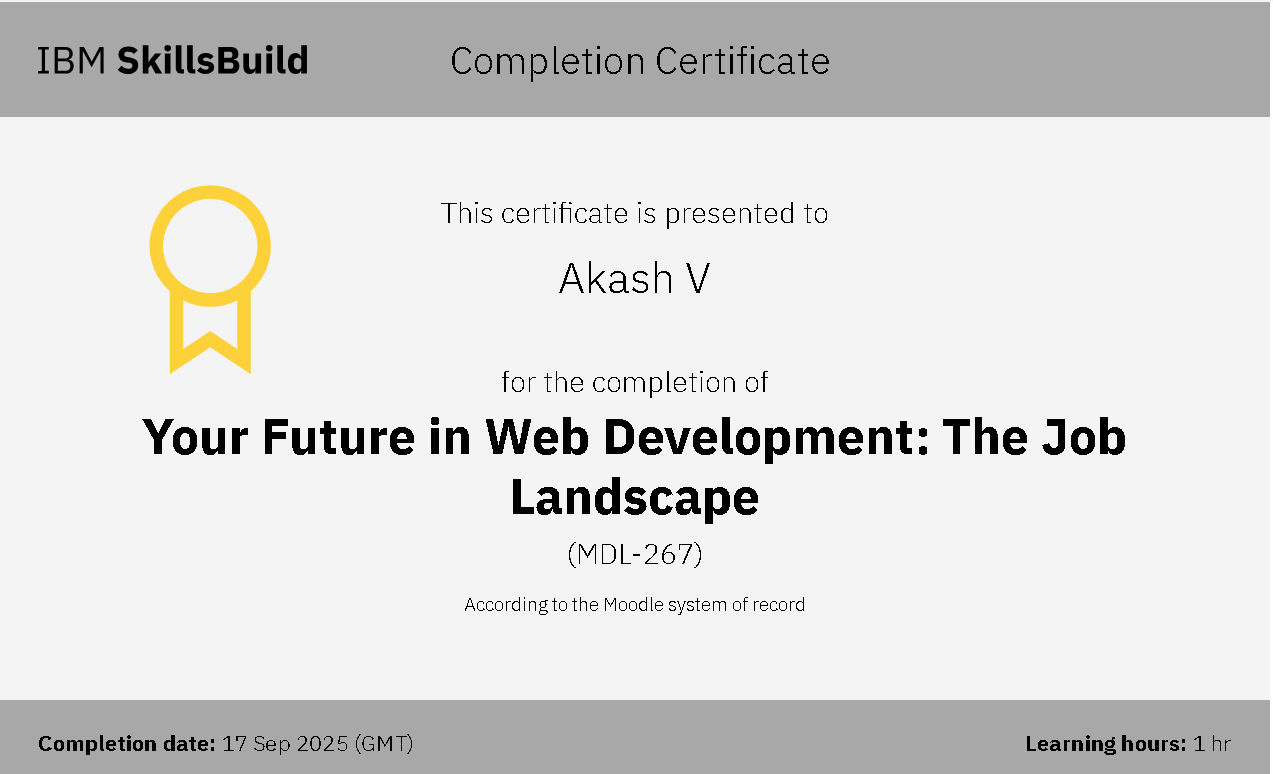 IBM SkillsBuild
Completion Certificate
This certificate is presented to
Akash V
for the completion of
Your Future in Web Development: The Job
Landscape
(MDL-267)
According to the Moodle system of record
Completion date: 17 Sep 2025 (GMT)
Learning hours: 1 hr